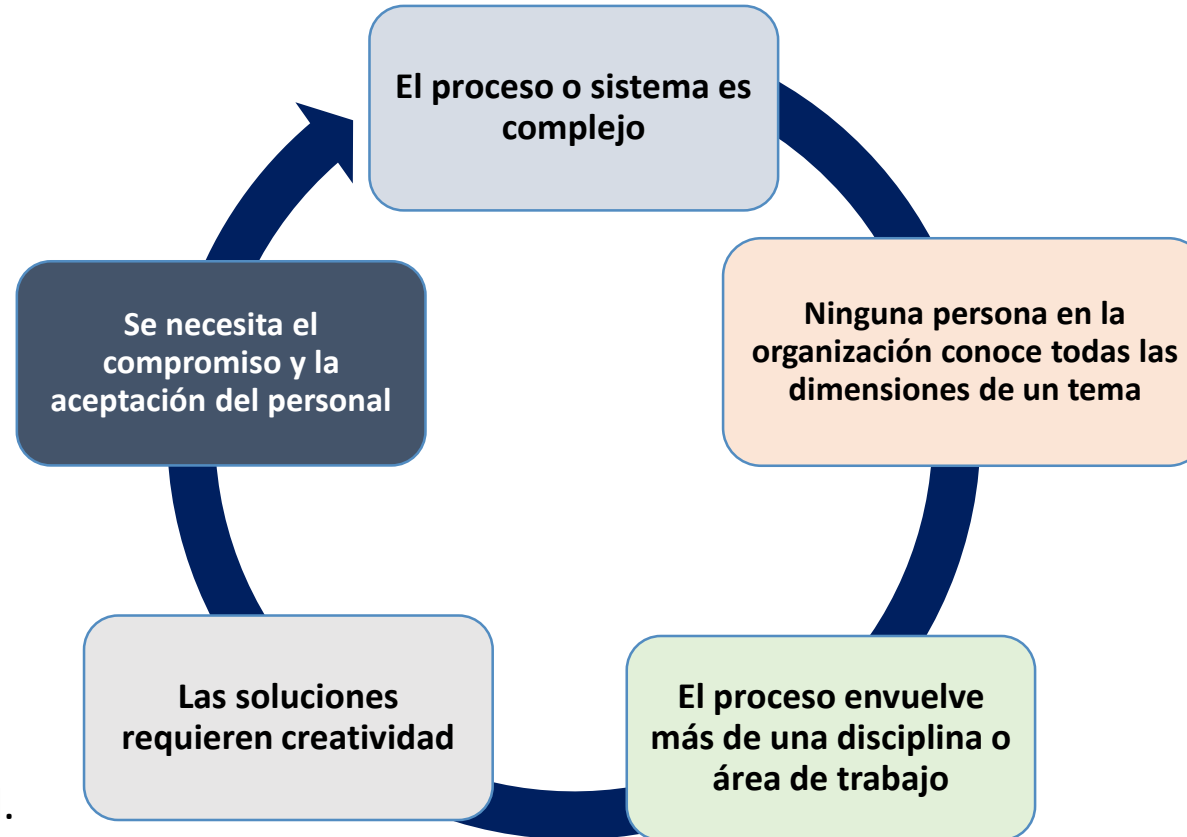 El proceso o sistema es
complejo
Ninguna persona en la
organización conoce todas las
dimensiones de un tema
El proceso envuelve
más de una disciplina o
área de trabajo
Las soluciones
requieren creatividad
Se necesita el
compromiso y la
aceptación del personal
.